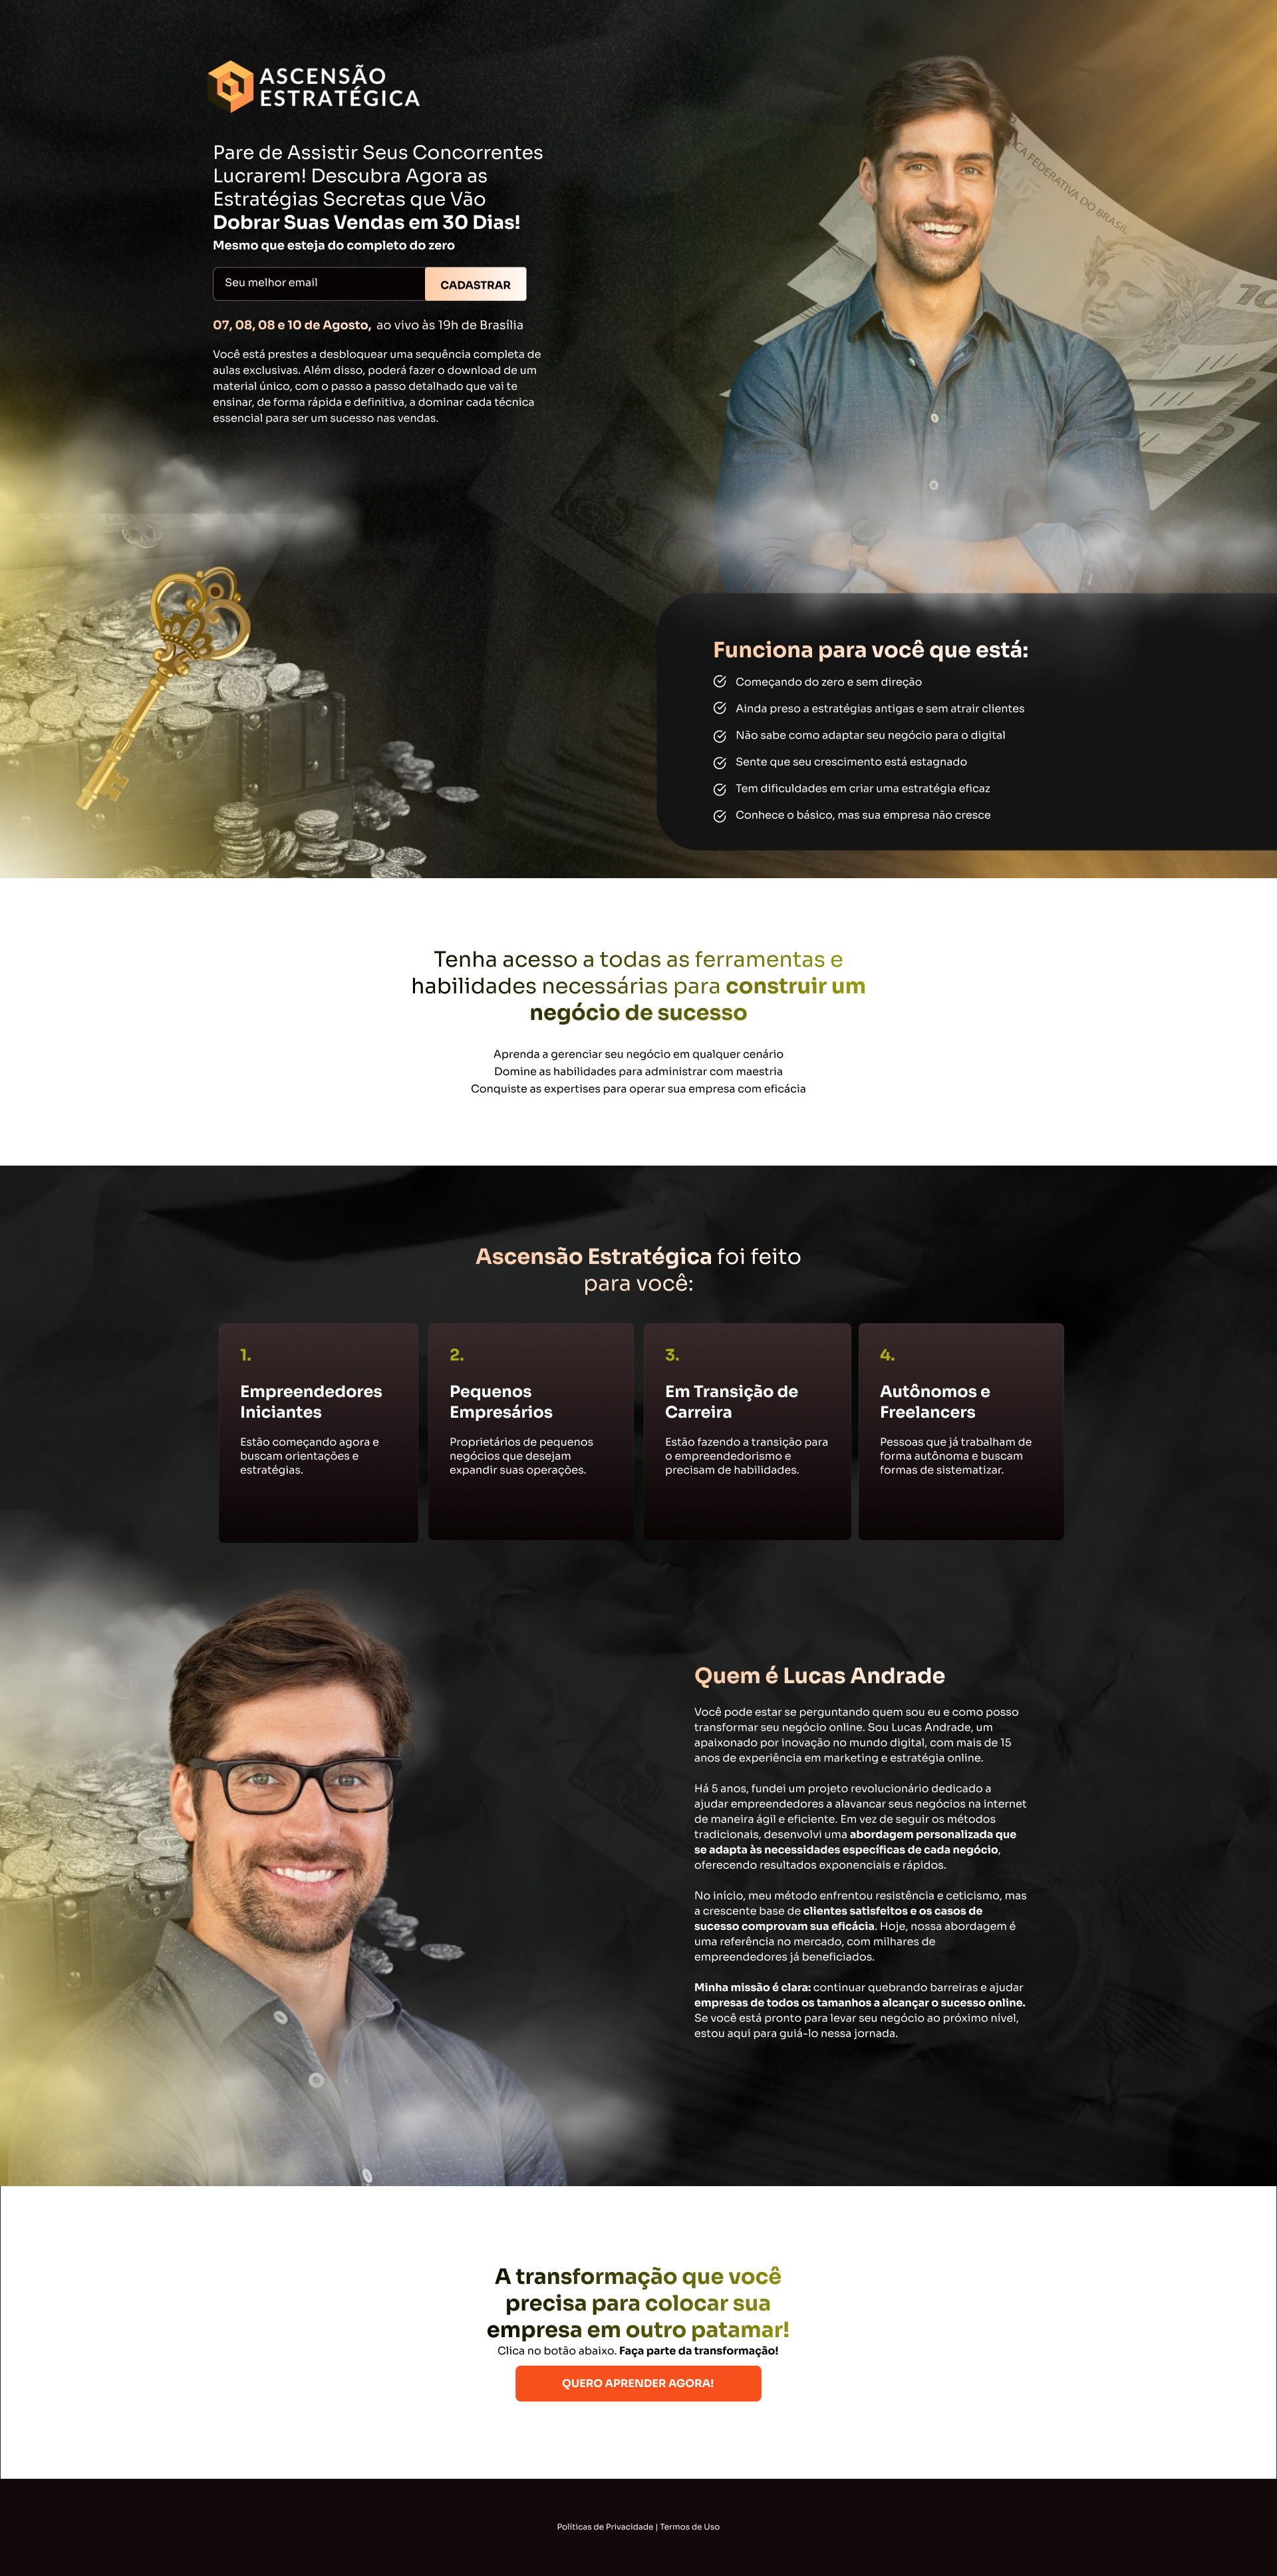 ASCENSÃO
ESTRATÉGICA
Pare de Assistir Seus Concorrentes
Lucrarem! Descubra Agora as
Estratégias Secretas que Vão
Dobrar Suas Vendas em 30 Dias!
Mesmo que esteja do completo do zero
Seu melhor email
CADASTRAR
07, 08, 08 e 10 de Agosto, ao vivo às 19h de Brasília
Você está prestes a desbloquear uma sequência completa de
aulas exclusivas. Além disso, poderá fazer o download de um
material único, com o passo a passo detalhado que vai te
ensinar, de forma rápida e definitiva, a dominar cada técnica
essencial para ser um sucesso nas vendas.
FEDERATIVA DO BRASIL
10
Funciona para você que está:
Começando do zero e sem direção
Ainda preso a estratégias antigas e sem atrair clientes
Não sabe como adaptar seu negócio para o digital
Sente que seu crescimento está estagnado
Tem dificuldades em criar uma estratégia eficaz
Conhece o básico, mas sua empresa não cresce
Tenha acesso a todas as ferramentas e
habilidades necessárias para construir um
negócio de sucesso
Aprenda a gerenciar seu negócio em qualquer cenário
Domine as habilidades para administrar com maestria
Conquiste as expertises para operar sua empresa com eficácia
Ascensão Estratégica foi feito
para você:
1.
Empreendedores
Iniciantes
Estão começando agora e
buscam orientações e
estratégias.
2.
Pequenos
Empresários
Proprietários de pequenos
negócios que desejam
expandir suas operações.
3.
Em Transição de
Carreira
Estão fazendo a transição para
o empreendedorismo e
precisam de habilidades.
4.
Autônomos e
Freelancers
Pessoas que já trabalham de
forma autônoma e buscam
formas de sistematizar.
Quem é Lucas Andrade
Você pode estar se perguntando quem sou eu e como posso
transformar seu negócio online. Sou Lucas Andrade, um
apaixonado por inovação no mundo digital, com mais de 15
anos de experiência em marketing e estratégia online.
Há 5 anos, fundei um projeto revolucionário dedicado a
ajudar empreendedores a alavancar seus negócios na internet
de maneira ágil e eficiente. Em vez de seguir os métodos
tradicionais, desenvolvi uma abordagem personalizada que
se adapta às necessidades específicas de cada negócio,
oferecendo resultados exponenciais e rápidos.
No início, meu método enfrentou resistência e ceticismo, mas
a crescente base de clientes satisfeitos e os casos de
sucesso comprovam sua eficácia. Hoje, nossa abordagem é
uma referência no mercado, com milhares de
empreendedores já beneficiados.
Minha missão é clara: continuar quebrando barreiras e ajudar
empresas de todos os tamanhos a alcançar o sucesso online.
Se você está pronto para levar seu negócio ao próximo nível,
estou aqui para guiá-lo nessa jornada.
A transformação que você
precisa para colocar sua
empresa em outro patamar!
Clica no botão abaixo. Faça parte da transformação!
QUERO APRENDER AGORA!
Políticas de Privacidade | Termos de Uso